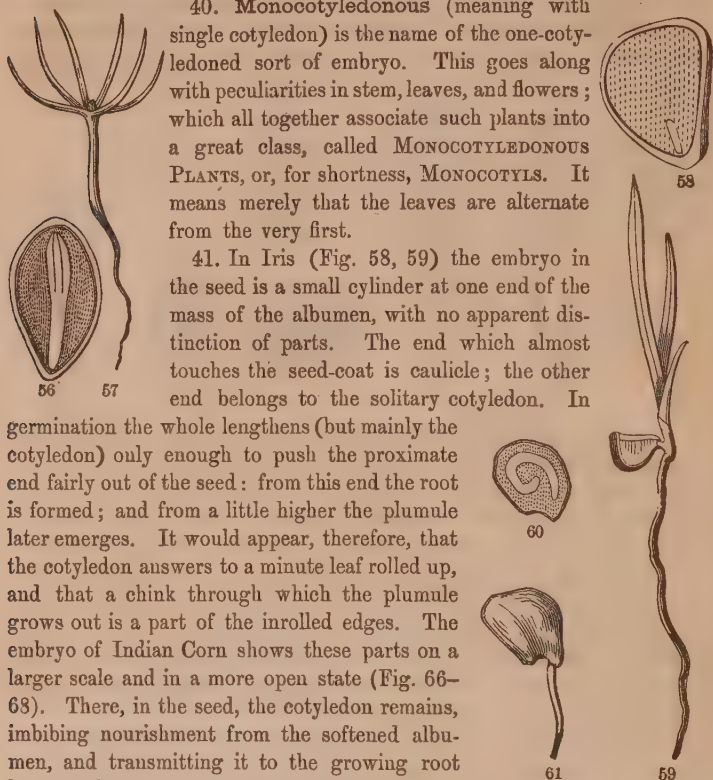 40. Monocotyledonous (meaning with
single cotyledon) is the name of the one-coty-
ledoned sort of embryo. This goes along
with peculiarities in stem, leaves, and flowers;
which all together associate such plants into
a great class, called MONOCOTYLEDONOUS
PLANTS, or, for shortness, MONOCOTYLS. It
means merely that the leaves are alternate
from the very first.
58
41. In Iris (Fig. 58, 59) the embryo in
the seed is a small cylinder at one end of the
mass of the albumen, with no apparent dis-
tinction of parts. The end which almost
touches the seed-coat is caulicle; the other
end belongs to the solitary cotyledon. In
56 57
germination the whole lengthens (but mainly the
cotyledon) only enough to push the proximate
end fairly out of the seed: from this end the root
is formed; and from a little higher the plumule
later emerges. It would appear, therefore, that
the cotyledon answers to a minute leaf rolled up,
and that a chink through which the plumule
grows out is a part of the inrolled edges. The
embryo of Indian Corn shows these parts on a
larger scale and in a more open state (Fig. 66–
68). There, in the seed, the cotyledon remains,
imbibing nourishment from the softened albu-
men, and transmitting it to the growing root
60
61 59